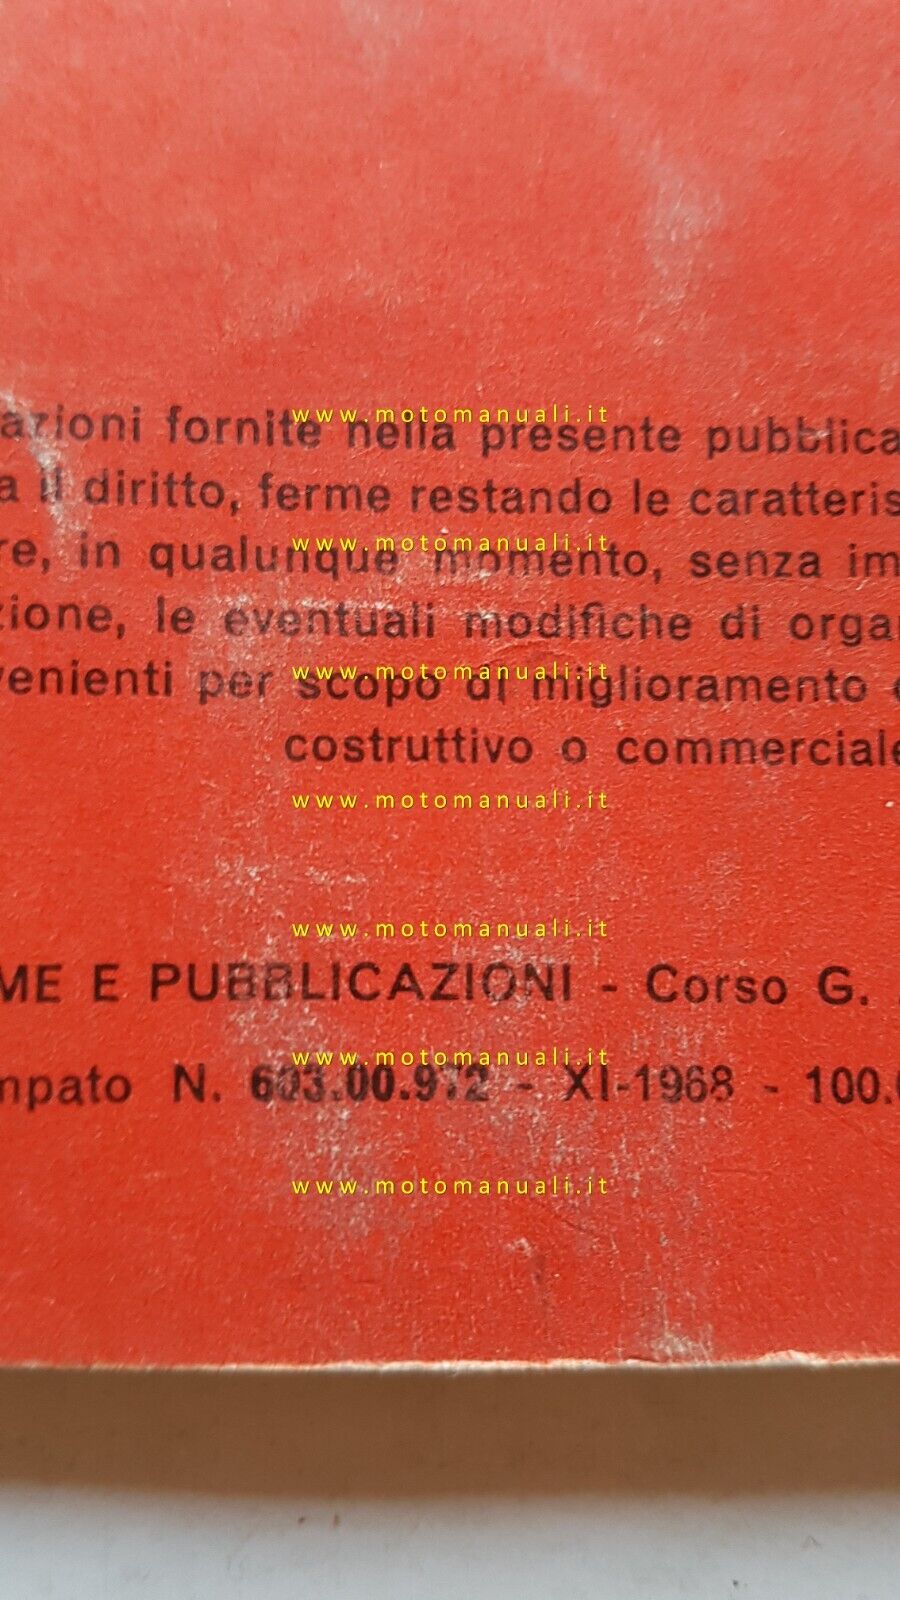 azioni fornite nella presente pubblica
a il diritto, ferme restando le caratteris
re, in qualunque momento, senza im
zione, le eventuali modifiche di orga
venienti per scopo di miglioramento
costruttivo o commerciale
ME E PUBBLICAZIONI - Corso G.
mpato N. 603.00.972 - XI-1968 - 100.
www.motomanuali.it
www.motomanuali.it
www.motomanuali.it
www.motomanuali.it
www.motomanuali.it
www.motomanuali.it
www.motomanuali.it